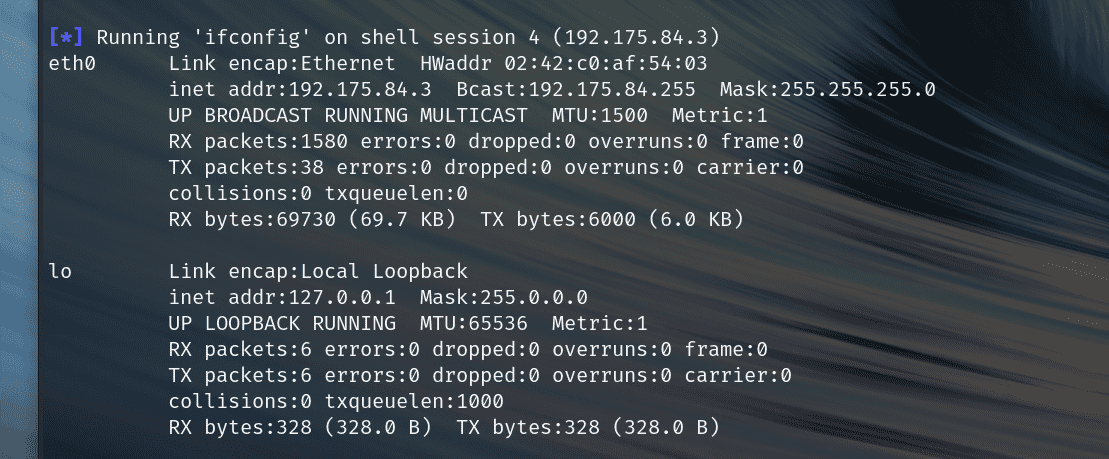 [*] Running 'ifconfig' on shell session 4 (192.175.84.3)
eth0      Link encap:Ethernet  HWaddr 02:42:c0:af:54:03
          inet addr:192.175.84.3  Bcast:192.175.84.255  Mask:255.255.255.0
          UP BROADCAST RUNNING MULTICAST  MTU:1500  Metric:1
          RX packets:1580 errors:0 dropped:0 overruns:0 frame:0
          TX packets:38 errors:0 dropped:0 overruns:0 carrier:0
          collisions:0 txqueuelen:0
          RX bytes:69730 (69.7 KB)  TX bytes:6000 (6.0 KB)

lo        Link encap:Local Loopback
          inet addr:127.0.0.1  Mask:255.0.0.0
          UP LOOPBACK RUNNING  MTU:65536  Metric:1
          RX packets:6 errors:0 dropped:0 overruns:0 frame:0
          TX packets:6 errors:0 dropped:0 overruns:0 carrier:0
          collisions:0 txqueuelen:1000
          RX bytes:328 (328.0 B)  TX bytes:328 (328.0 B)